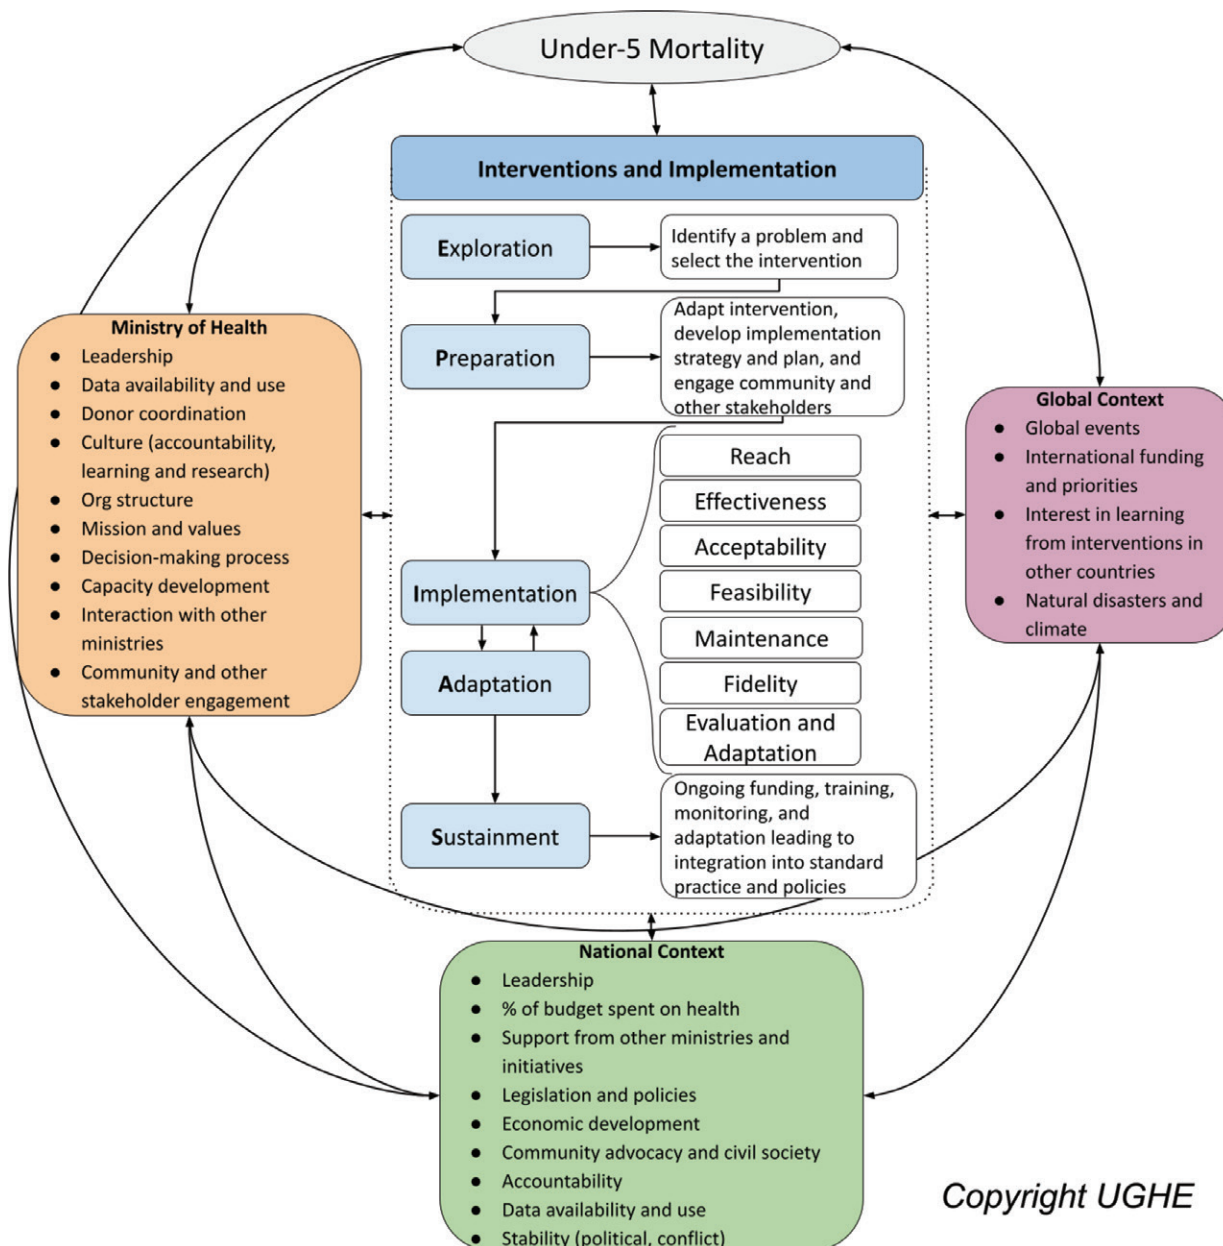 Under-5 Mortality
Interventions and Implementation
Exploration
Identify a problem and
select the intervention
Preparation
Adapt intervention,
develop implementation
strategy and plan, and
engage community and
other stakeholders
Implementation
Reach
Effectiveness
Acceptability
Feasibility
Maintenance
Fidelity
Evaluation and
Adaptation
Adaptation
Sustainment
Ongoing funding, training,
monitoring, and
adaptation leading to
integration into standard
practice and policies
Ministry of Health
● Leadership
● Data availability and use
● Donor coordination
● Culture (accountability,
learning and research)
● Org structure
● Mission and values
● Decision-making process
● Capacity development
● Interaction with other
ministries
● Community and other
stakeholder engagement
Global Context
● Global events
● International funding
and priorities
● Interest in learning
from interventions in
other countries
● Natural disasters and
climate
National Context
● Leadership
● % of budget spent on health
● Support from other ministries and
initiatives
● Legislation and policies
● Economic development
● Community advocacy and civil society
● Accountability
● Data availability and use
● Stability (political, conflict)
Copyright UGHE